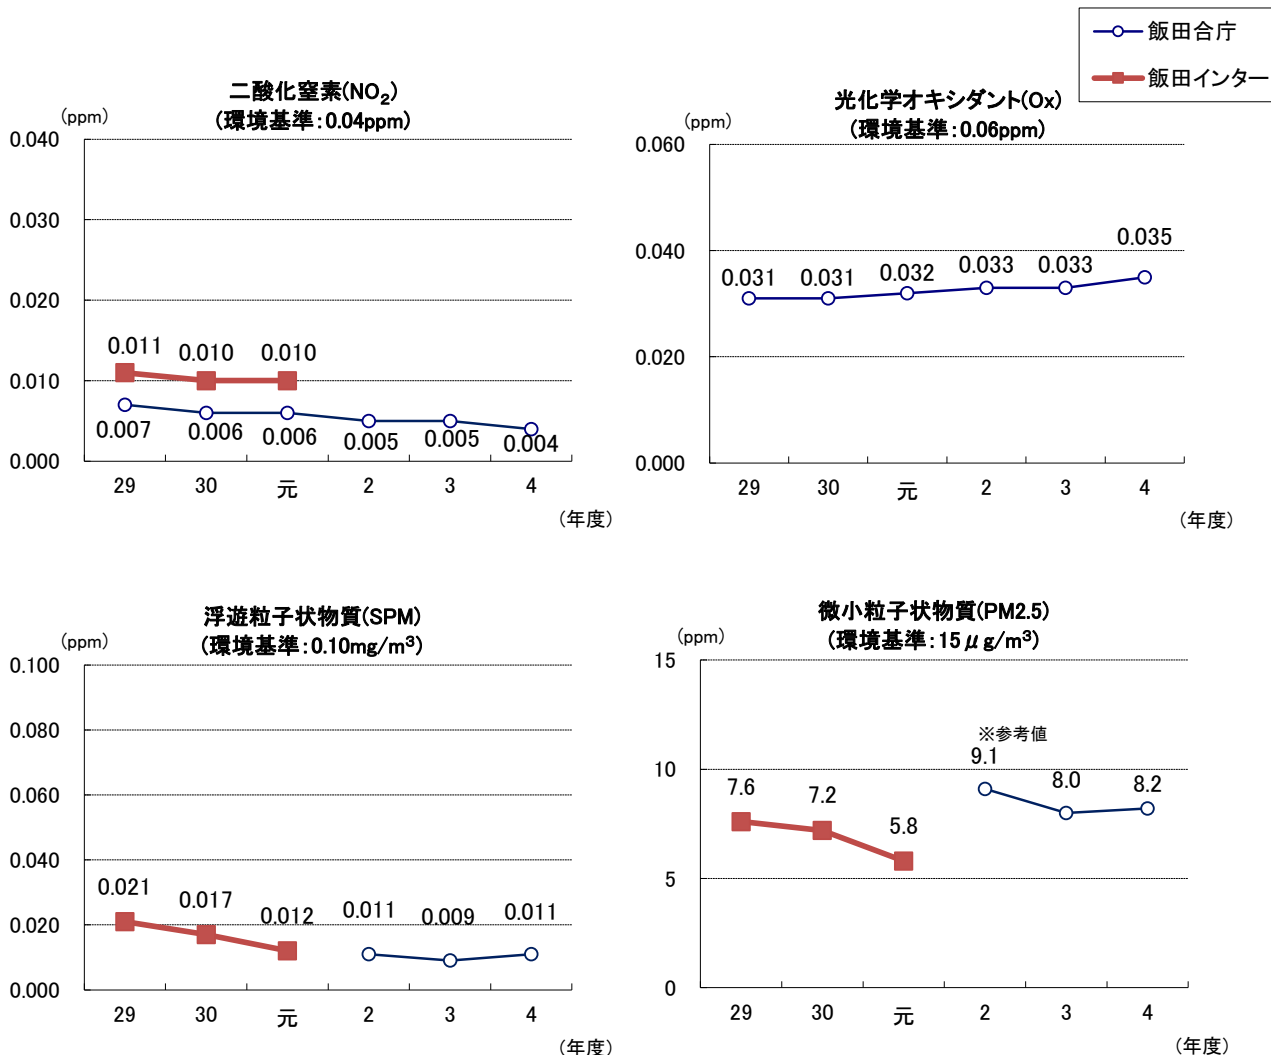 飯田合庁
飯田インター
二酸化窒素(NO₂)
(環境基準：0.04ppm)
(ppm)
0.040
0.030
0.020
0.010
0.000
0.011
0.010
0.010
0.007
0.006
0.006
0.005
0.005
0.004
29
30
元
2
3
4
(年度)
光化学オキシダント(Ox)
(環境基準：0.06ppm)
(ppm)
0.060
0.040
0.020
0.000
0.031
0.031
0.032
0.033
0.033
0.035
29
30
元
2
3
4
(年度)
浮遊粒子状物質(SPM)
(環境基準：0.10mg/m³)
(ppm)
0.100
0.080
0.060
0.040
0.020
0.000
0.021
0.017
0.012
0.011
0.009
0.011
29
30
元
2
3
4
(年度)
微小粒子状物質(PM2.5)
(環境基準：15μg/m³)
(ppm)
15
10
5
0
7.6
7.2
5.8
※参考値
9.1
8.0
8.2
29
30
元
2
3
4
(年度)